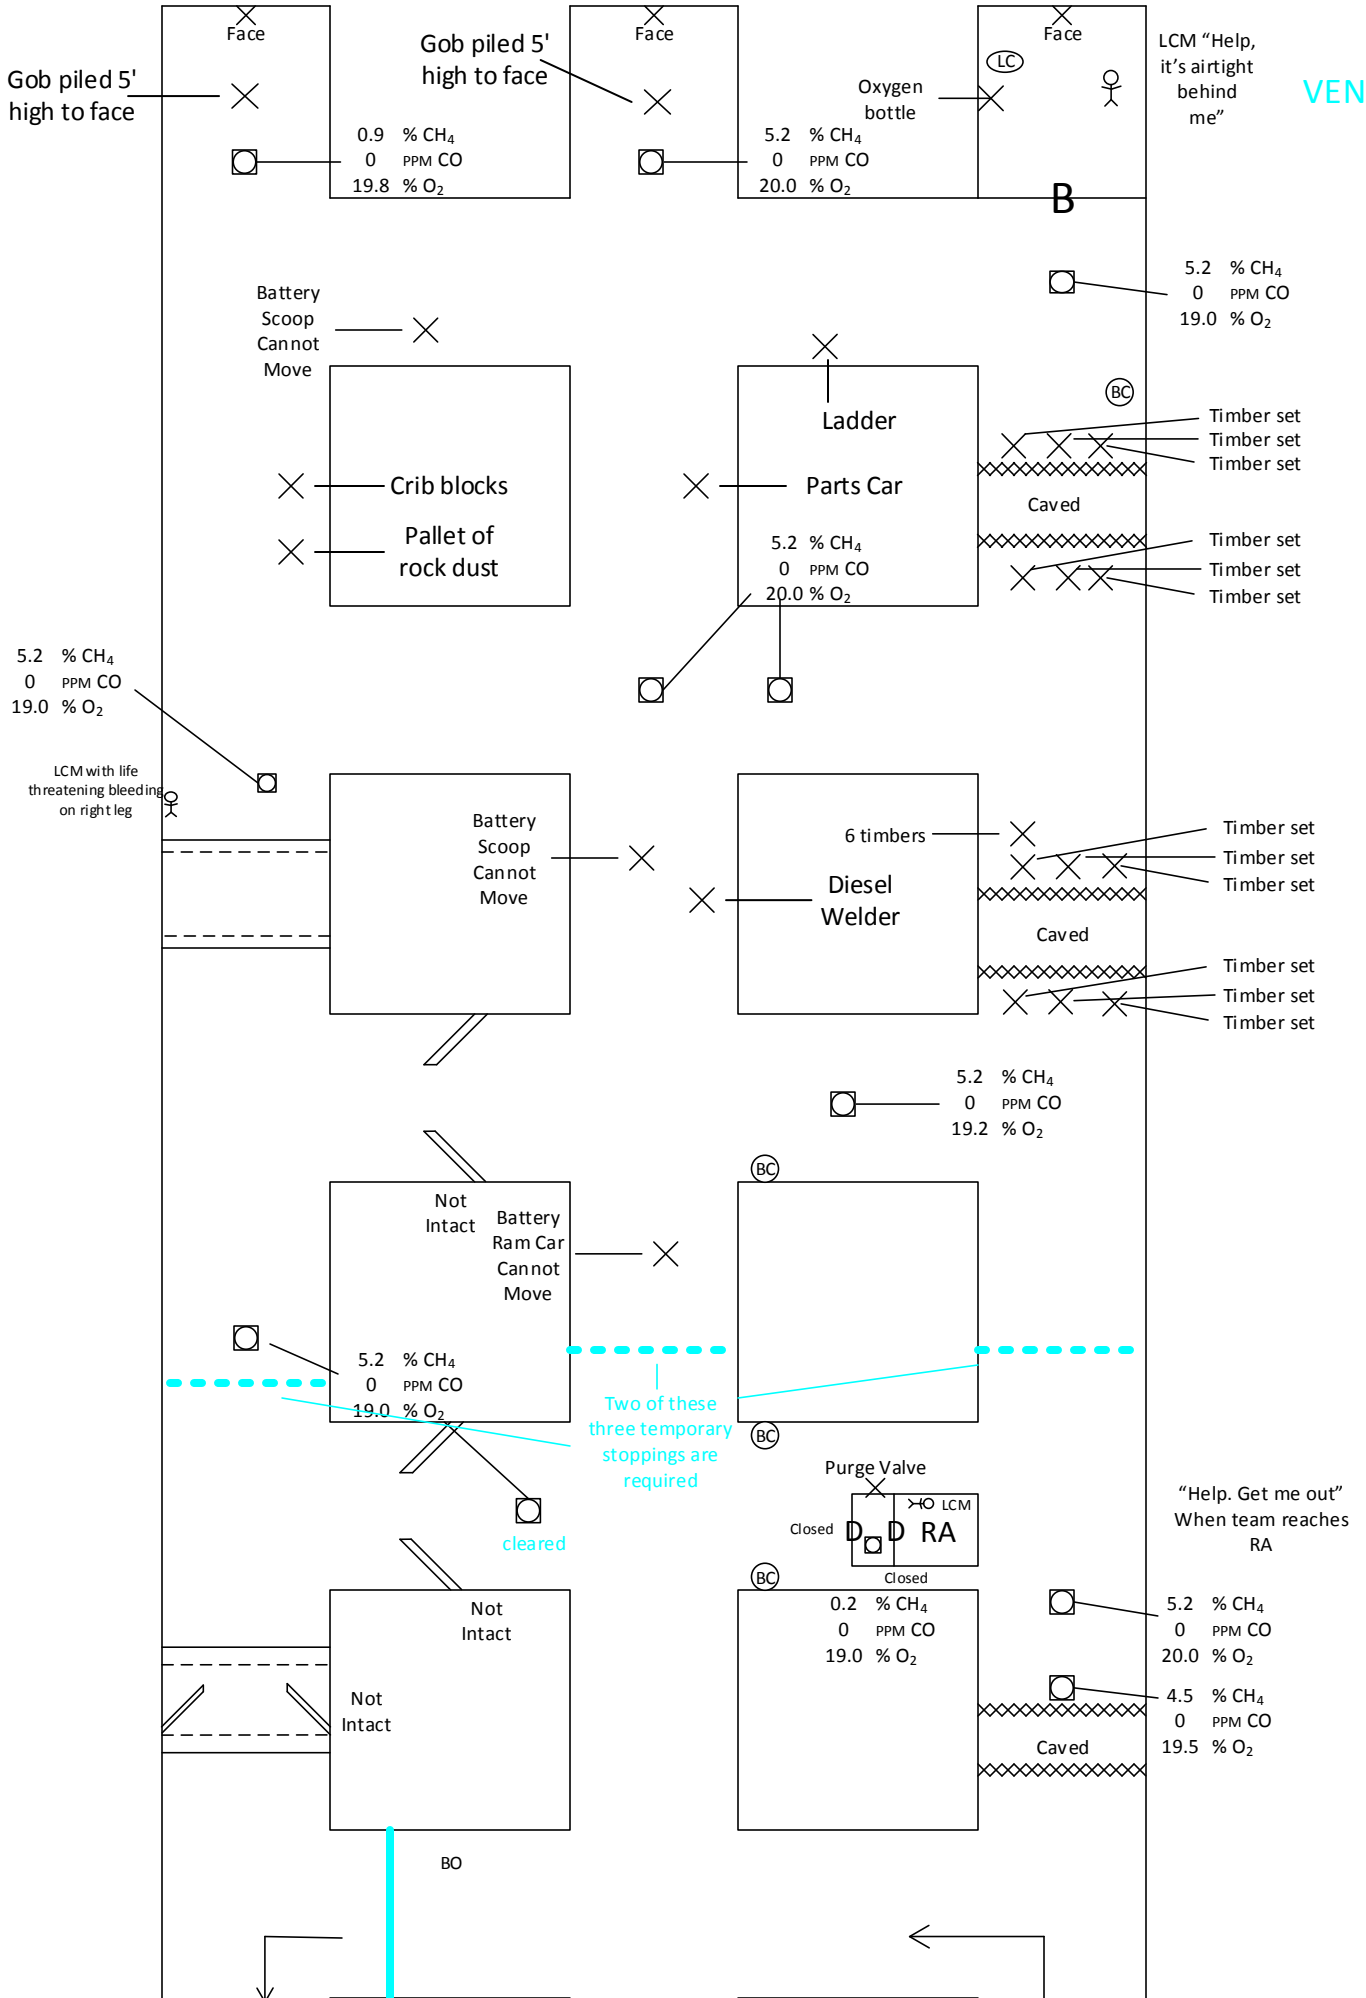 Face
Face
Face
Gob piled 5'
high to face
Gob piled 5'
high to face
Oxygen
bottle
LC
LCM “Help,
it’s airtight
behind
me”
VEN
0.9 % CH₄
0 PPM CO
19.8 % O₂
5.2 % CH₄
0 PPM CO
20.0 % O₂
B
5.2 % CH₄
0 PPM CO
19.0 % O₂
Battery
Scoop
Cannot
Move
Ladder
BC
Timber set
Timber set
Timber set
Crib blocks
Parts Car
Caved
Pallet of
rock dust
5.2 % CH₄
0 PPM CO
20.0 % O₂
Timber set
Timber set
Timber set
5.2 % CH₄
0 PPM CO
19.0 % O₂
LCM with life
threatening bleeding
on right leg
Battery
Scoop
Cannot
Move
6 timbers
Diesel
Welder
Timber set
Timber set
Timber set
Caved
Timber set
Timber set
Timber set
5.2 % CH₄
0 PPM CO
19.2 % O₂
BC
Not
Intact
Battery
Ram Car
Cannot
Move
5.2 % CH₄
0 PPM CO
19.0 % O₂
Two of these
three temporary
stoppings are
required
BC
cleared
Purge Valve
LCM
Closed
D
D
RA
Closed
“Help. Get me out”
When team reaches
RA
BC
Not
Intact
0.2 % CH₄
0 PPM CO
19.0 % O₂
5.2 % CH₄
0 PPM CO
20.0 % O₂
Not
Intact
4.5 % CH₄
0 PPM CO
19.5 % O₂
Caved
BO